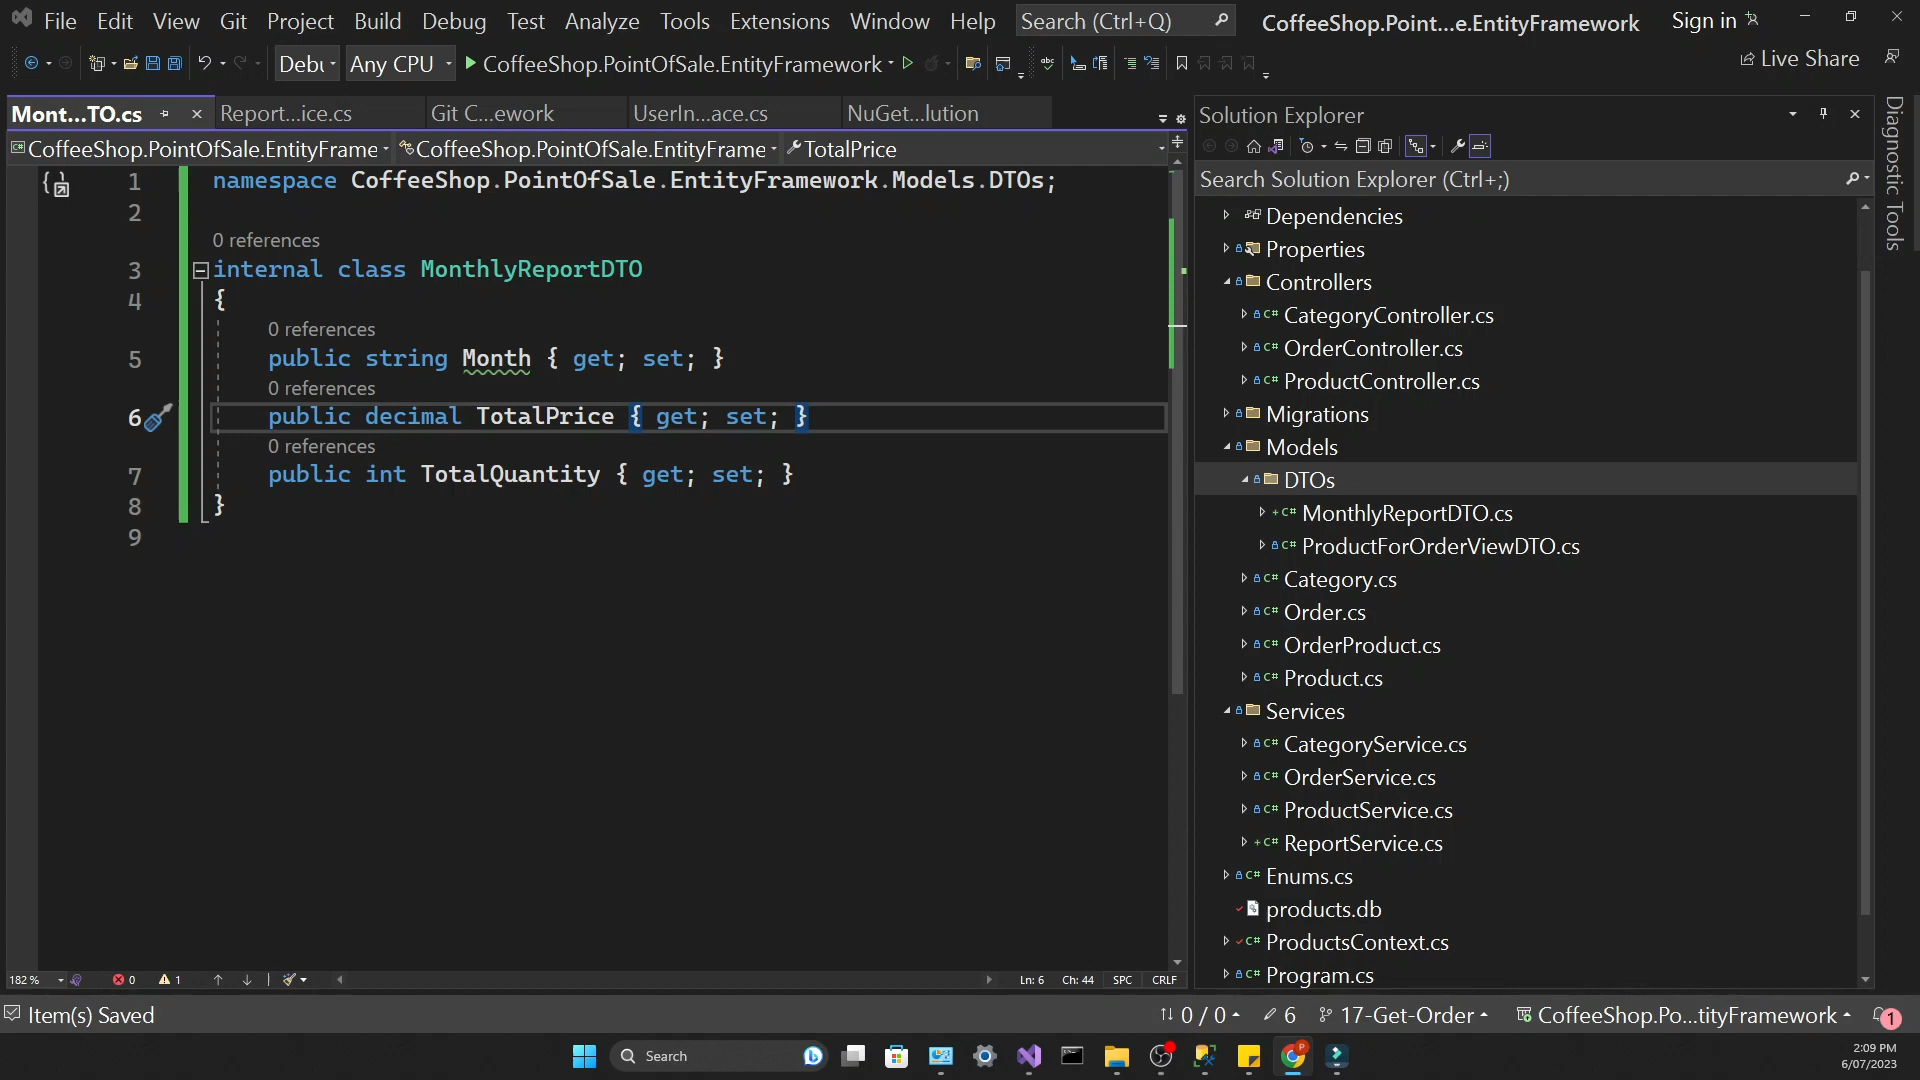 File Edit View Git Project Build Debug Test Analyze Tools Extensions Window Help Search (Ctrl+Q) CoffeeShop.Point...e.EntityFramework Sign in
Debu Any CPU CoffeeShop.PointOfSale.EntityFramework Live Share
Mont...TO.cs Report...ice.cs Git C...ework UserIn...ace.cs NuGet...lution
CoffeeShop.PointOfSale.EntityFrame CoffeeShop.PointOfSale.EntityFrame TotalPrice
1 namespace CoffeeShop.PointOfSale.EntityFramework.Models.DTOs;
2
0 references
3 internal class MonthlyReportDTO
4 {
0 references
5 public string Month { get; set; }
0 references
6 public decimal TotalPrice { get; set; }
0 references
7 public int TotalQuantity { get; set; }
8 }
9
182 % 0 1 Ln: 6 Ch: 44 SPC CRLF
Solution Explorer
Search Solution Explorer (Ctrl+;)
Dependencies
Properties
Controllers
C# CategoryController.cs
C# OrderController.cs
C# ProductController.cs
Migrations
Models
DTOs
+ C# MonthlyReportDTO.cs
C# ProductForOrderViewDTO.cs
C# Category.cs
C# Order.cs
C# OrderProduct.cs
C# Product.cs
Services
C# CategoryService.cs
C# OrderService.cs
C# ProductService.cs
+ C# ReportService.cs
C# Enums.cs
products.db
C# ProductsContext.cs
C# Program.cs
Diagnostic Tools
Item(s) Saved 0 / 0 6 17-Get-Order CoffeeShop.Po...tityFramework 1
Search P 2:09 PM
6/07/2023